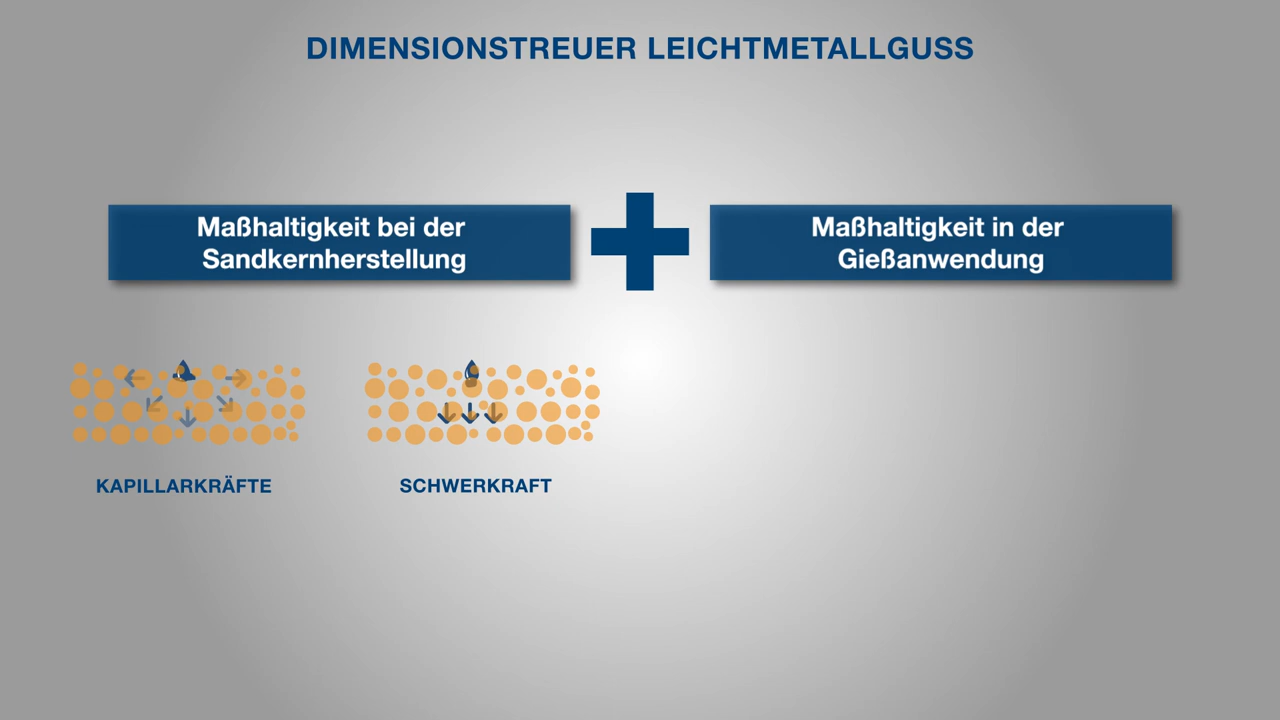 DIMENSIONSTREUER LEICHTMETALLGUSS
Maßhaltigkeit bei der
Sandkernherstellung
Maßhaltigkeit in der
Gießanwendung
KAPILLARKRÄFTE
SCHWERKRAFT